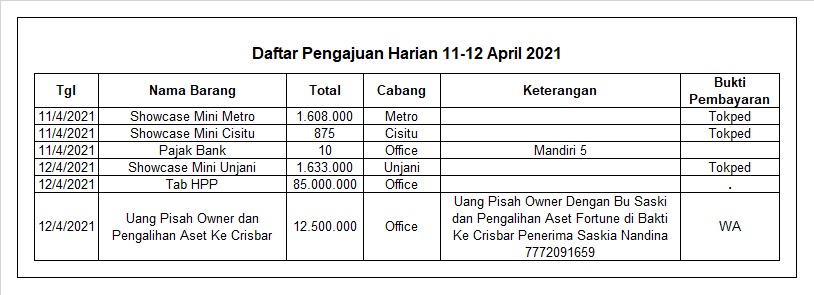 Daftar Pengajuan Harian 11-12 April 2021
Tgl Nama Barang Total Cabang Keterangan Bukti Pembayaran
11/4/2021 Showcase Mini Metro 1.608.000 Metro Tokped
11/4/2021 Showcase Mini Cisitu 875 Cisitu Tokped
11/4/2021 Pajak Bank 10 Office Mandiri 5
12/4/2021 Showcase Mini Unjani 1.633.000 Unjani Tokped
12/4/2021 Tab HPP 85.000.000 Office .
12/4/2021 Uang Pisah Owner dan Pengalihan Aset Ke Crisbar 12.500.000 Office Uang Pisah Owner Dengan Bu Saski dan Pengalihan Aset Fortune di Bakti Ke Crisbar Penerima Saskia Nandina 7772091659 WA